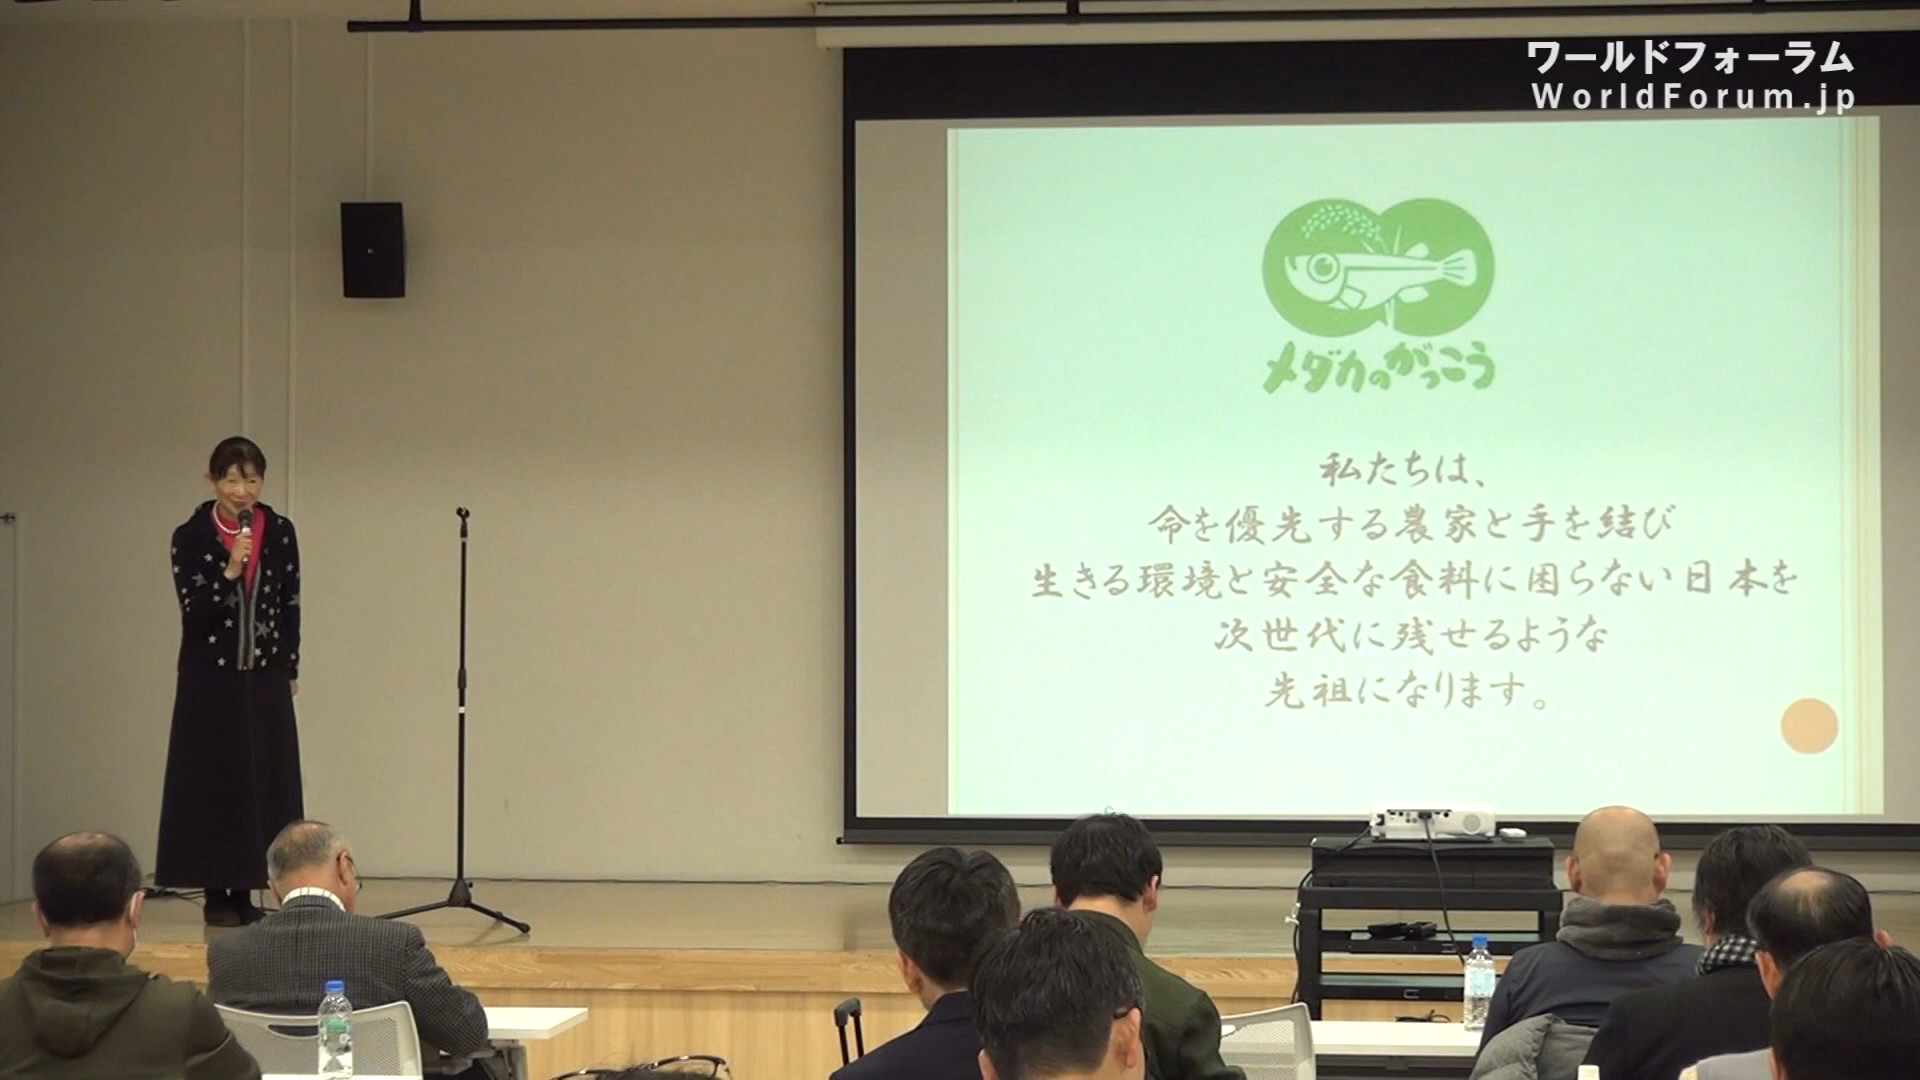 ワールドフォーラム
WorldForum.jp
メダカのがっこう
私たちは、
命を優先する農家と手を結び
生きる環境と安全な食料に困らない日本を
次世代に残せるような
先祖になります。